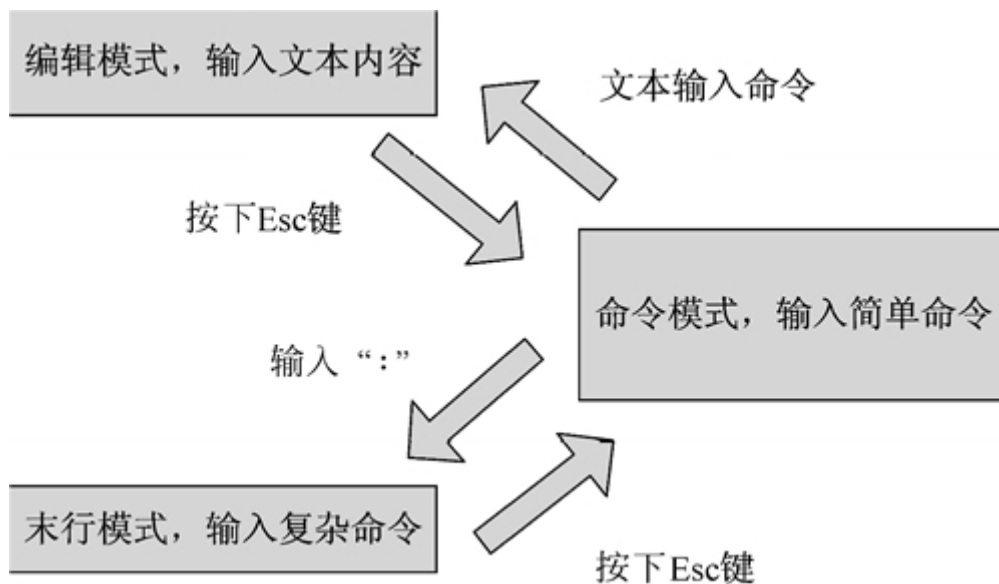 编辑模式，输入文本内容
文本输入命令
按下Esc键
命令模式，输入简单命令
输入“：”
末行模式，输入复杂命令
按下Esc键